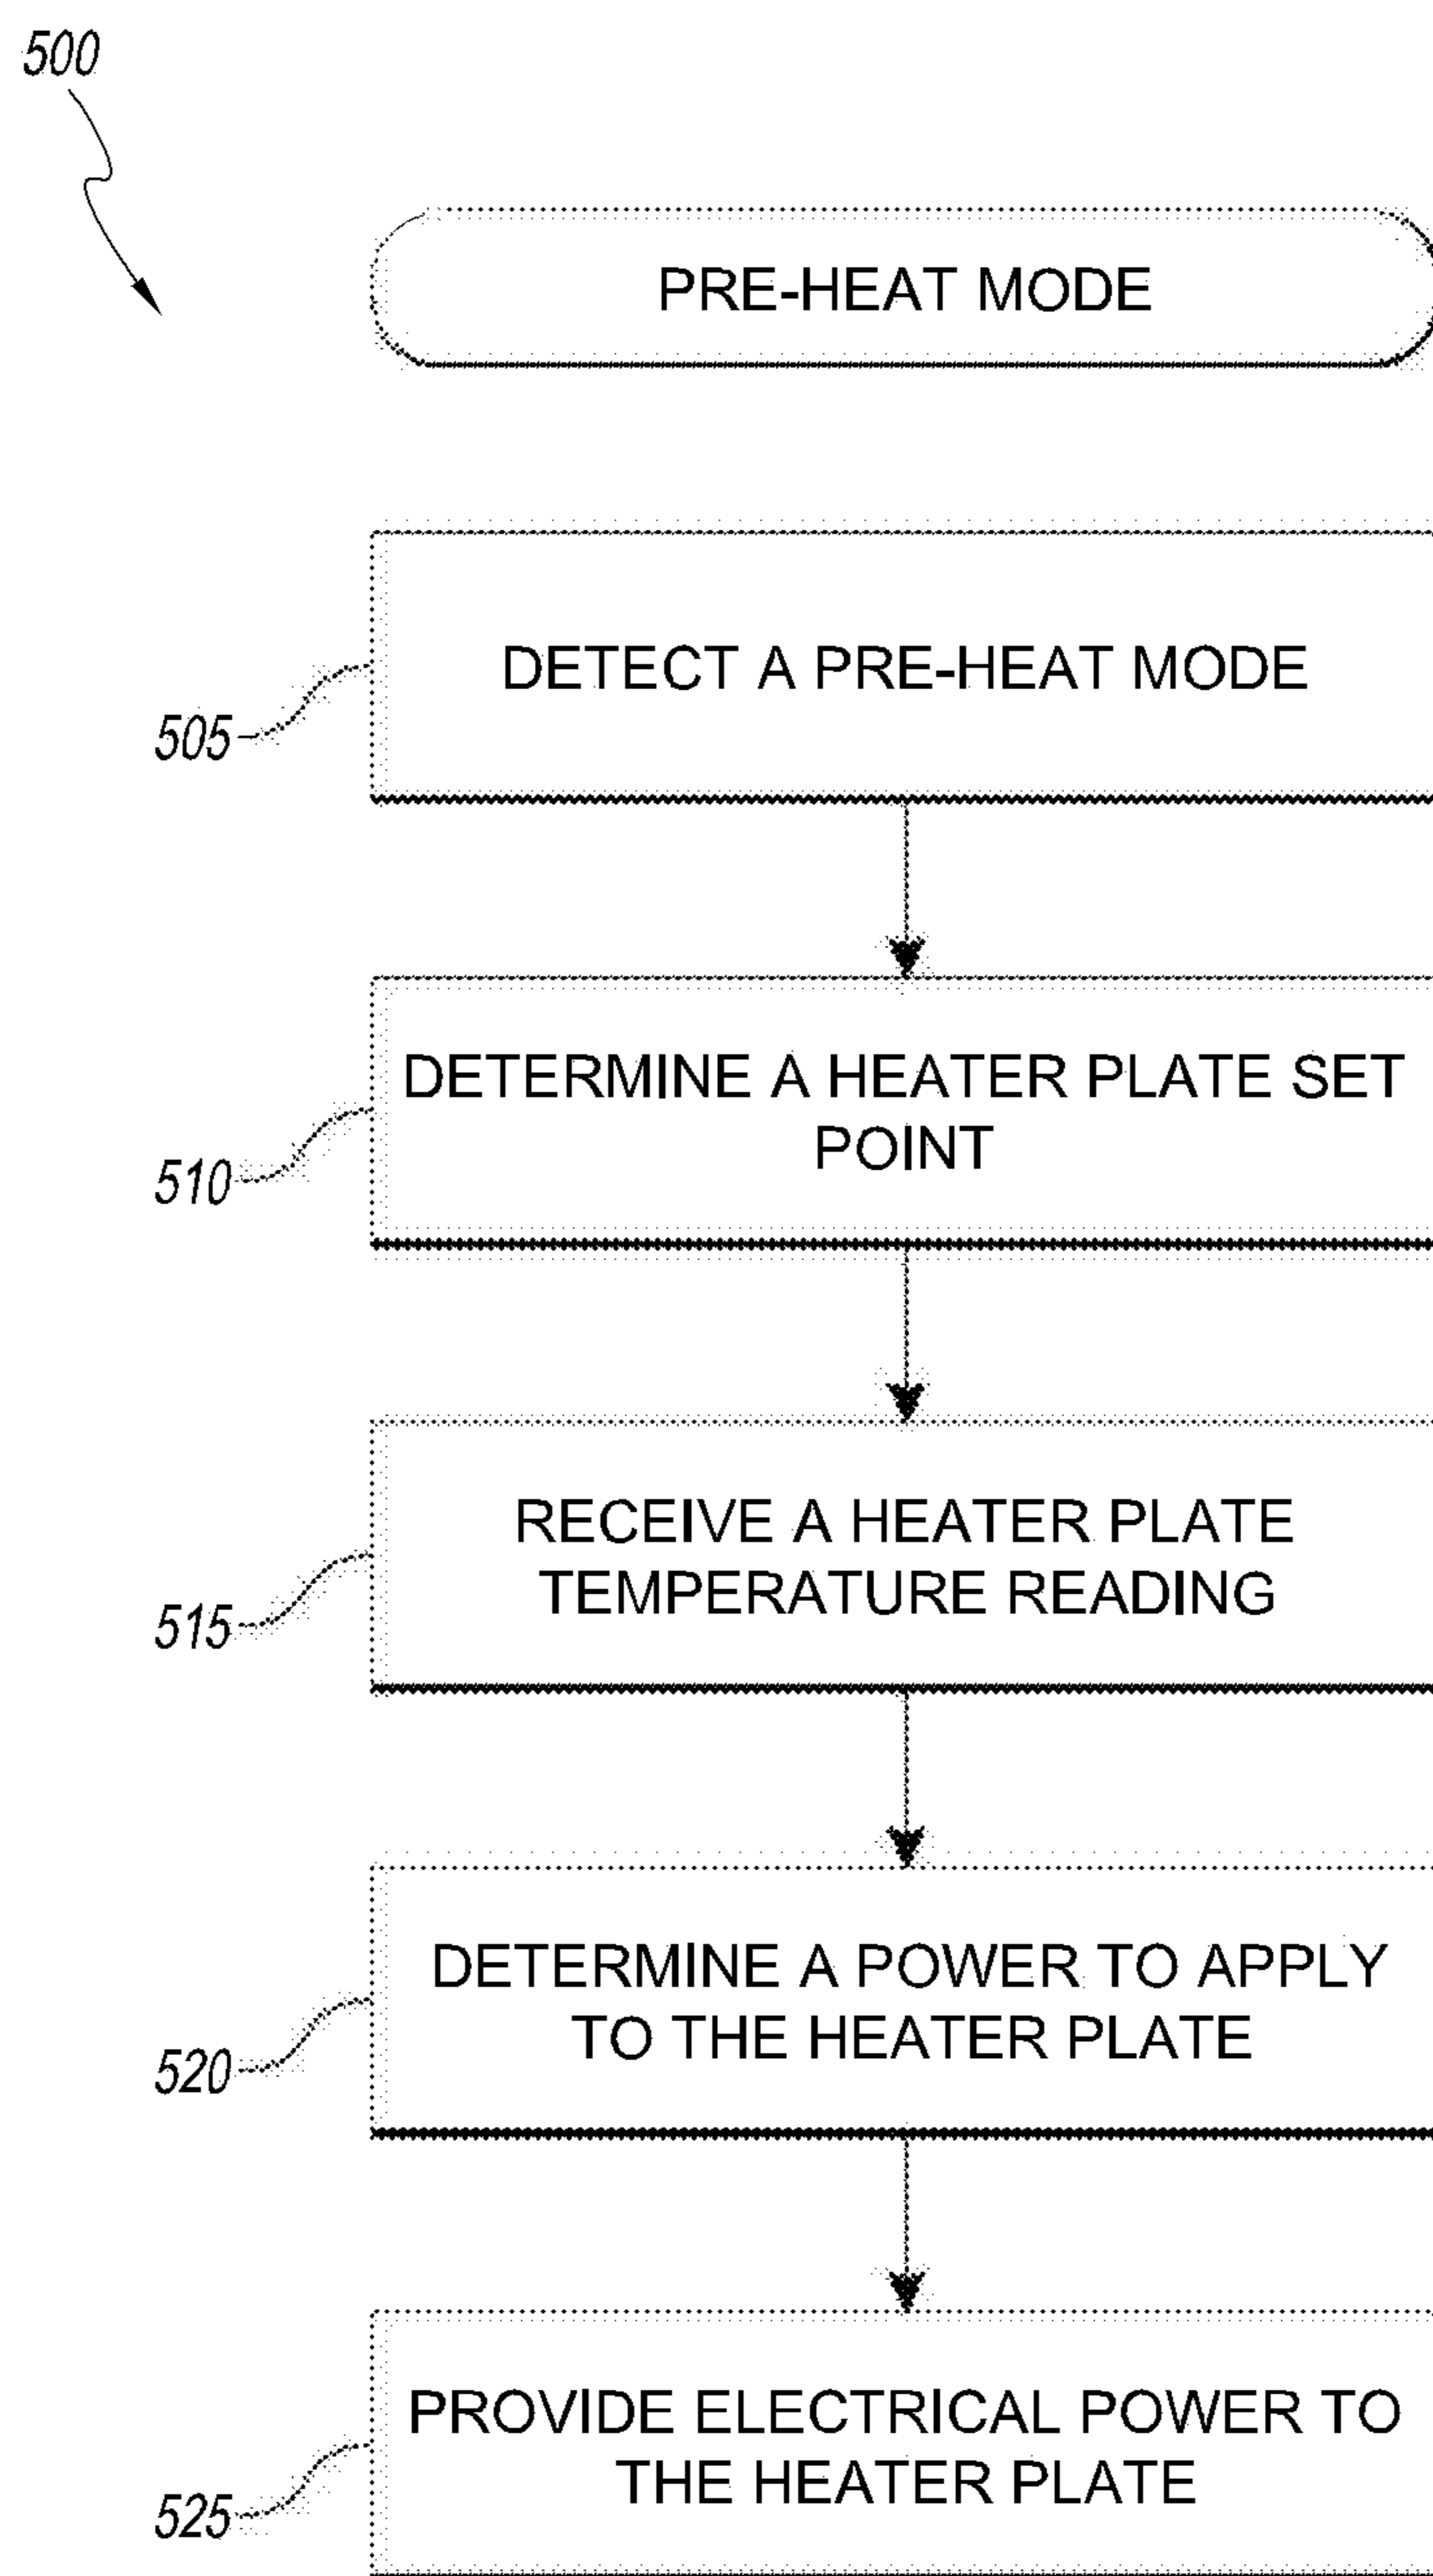 500
PRE-HEAT MODE
DETECT A PRE-HEAT MODE
505
DETERMINE A HEATER PLATE SET
POINT
510
RECEIVE A HEATER PLATE
TEMPERATURE READING
515
DETERMINE A POWER TO APPLY
TO THE HEATER PLATE
520
PROVIDE ELECTRICAL POWER TO
THE HEATER PLATE
525